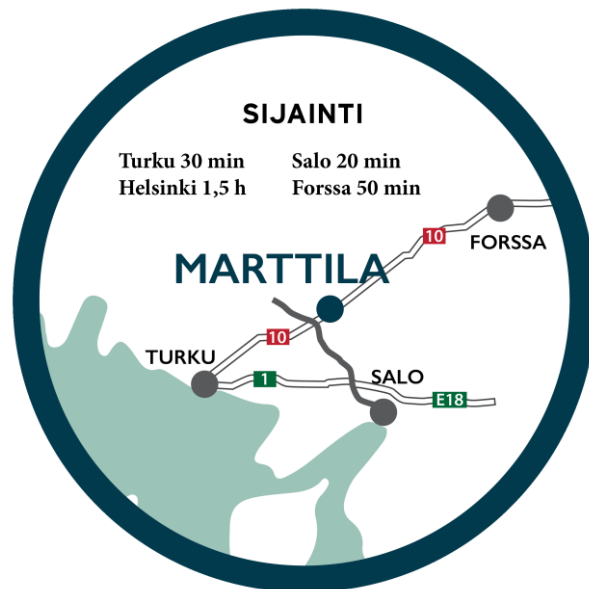 SIJAINTI
Turku 30 min Salo 20 min
Helsinki 1,5 h Forssa 50 min
10
FORSSA
MARTTILA
10
TURKU
1
SALO
E18